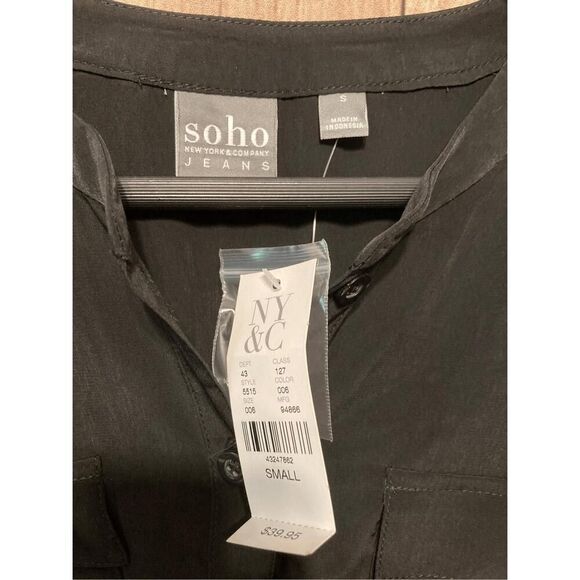 soho
NEW YORK & COMPANY
JEANS
S
MADE IN
INDONESIA
NY
&C
DEPT. CLASS
43 127
STYLE COLOR
5515 006
SIZE MFG
006 94666
43247662
SMALL
$39.95